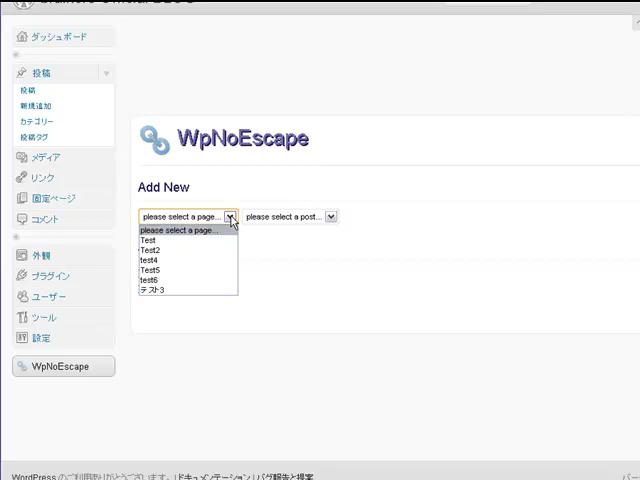 ダッシュボード
投稿
投稿
新規追加
カテゴリー
投稿タグ
メディア
リンク
固定ページ
コメント
外観
プラグイン
ユーザー
ツール
設定
WpNoEscape
WpNoEscape
Add New
please select a page... please select a post...
please select a page...
Test
Test2
test4
Test5
test6
テスト3
WordPress のご利用ありがとうございます。 | ドキュメンテーション | バグ報告と提案